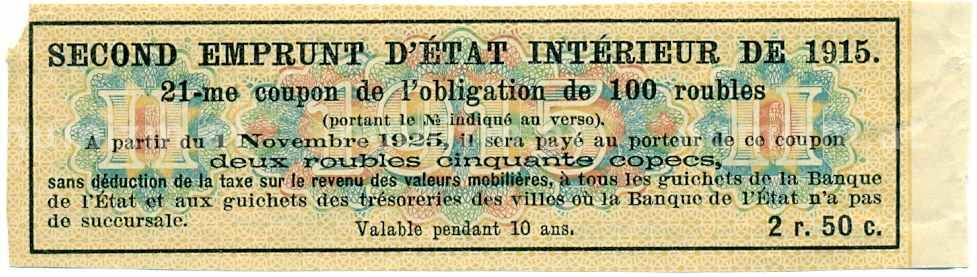 SECOND EMPRUNT D'ÉTAT INTÉRIEUR DE 1915.
21-me coupon de l'obligation de 100 roubles
(portant le № indiqué au verso).
A partir du 1 Novembre 1925, il sera payé au porteur de ce coupon
deux roubles cinquante copecs,
sans déduction de la taxe sur le revenu des valeurs mobilières, à tous les guichets de la Banque
de l'État et aux guichets des trésoreries des villes où la Banque de l'État n'a pas
de succursale.
Valable pendant 10 ans.
2 r. 50 c.
II 1915 II